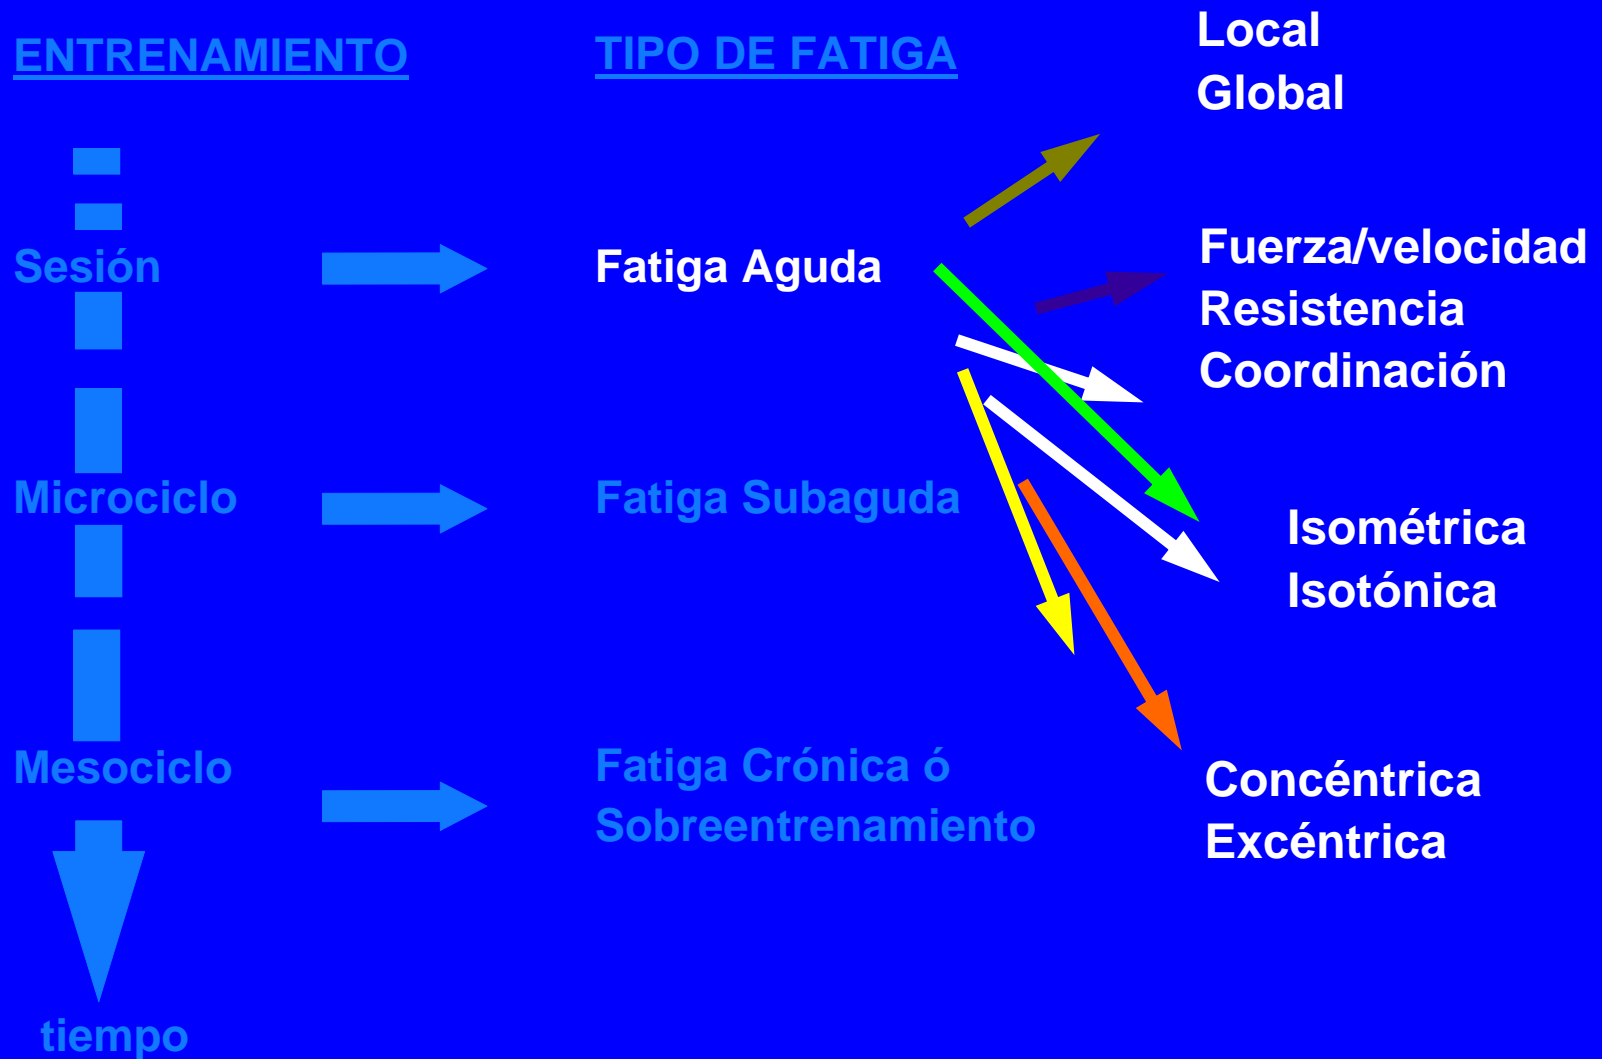 ENTRENAMIENTO
TIPO DE FATIGA
Local
Global
Sesión
Fatiga Aguda
Fuerza/velocidad
Resistencia
Coordinación
Microciclo
Fatiga Subaguda
Isométrica
Isotónica
Mesociclo
Fatiga Crónica ó
Sobreentrenamiento
Concéntrica
Excéntrica
tiempo